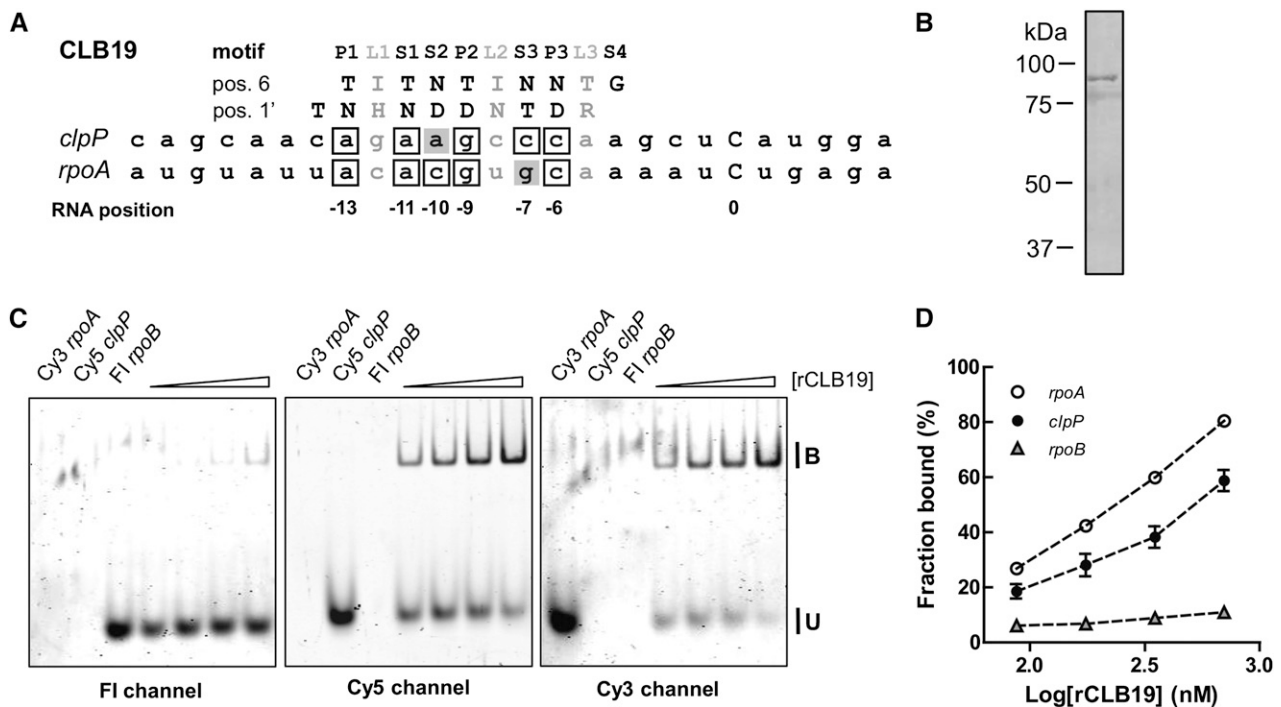 A
CLB19 motif P1 L1 S1 S2 P2 L2 S3 P3 L3 S4
pos. 6 T I T N T I N N T G
pos. 1' T N H N D D N T D R
clpP c a g c a a c a g a a g c c c a a g c u C a u g g a
rpoA a u g u a u u a c a c g u g c a a a a u C u g a g a
RNA position -13 -11 -10 -9 -7 -6 0
B
kDa
100
75
50
37
C
Cy3 rpoA
Cy5 clpP
Fl rpoB
Cy3 rpoA
Cy5 clpP
Fl rpoB
Cy3 rpoA
Cy5 clpP
Fl rpoB
[rCLB19]
B
U
Fl channel
Cy5 channel
Cy3 channel
D
Fraction bound (%)
100
80
60
40
20
0
rpoA
clpP
rpoB
2.0 2.5 3.0
Log[rCLB19] (nM)